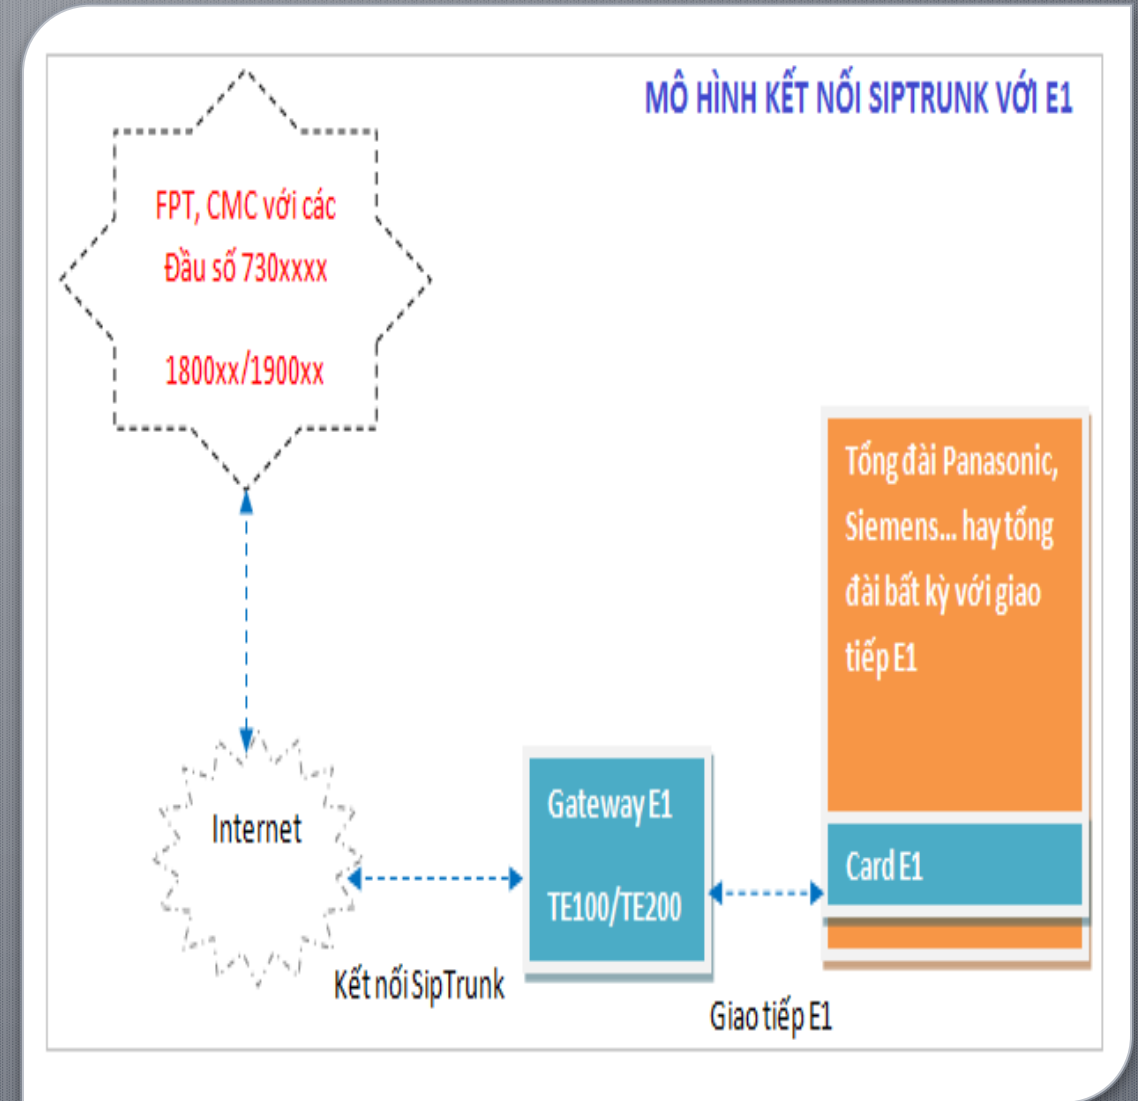 MÔ HÌNH KẾT NỐI SIPTRUNK VỚI E1
FPT, CMC với các
Đầu số 730xxxx
1800xx/1900xx
Tổng đài Panasonic,
Siemens... hay tổng
đài bất kỳ với giao
tiếp E1
Internet
Gateway E1
TE100/TE200
Card E1
Kết nối SipTrunk
Giao tiếp E1